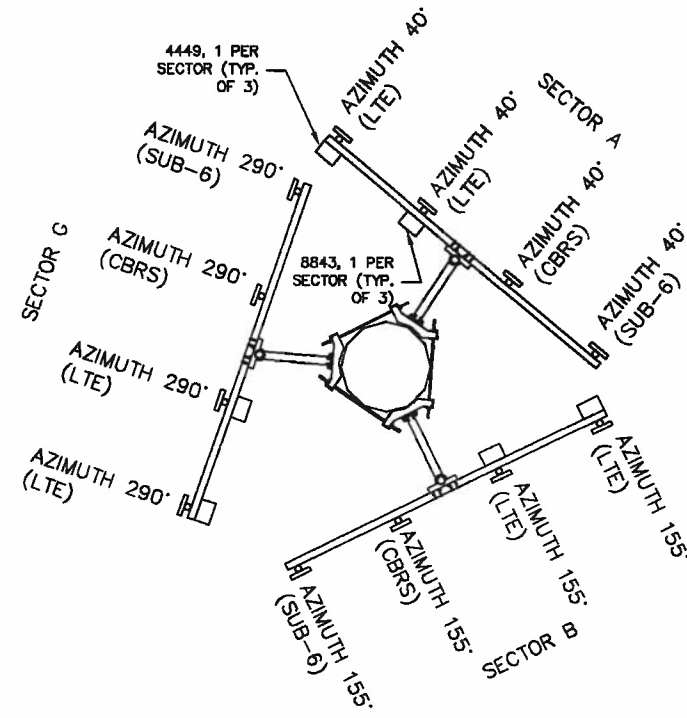 4449, 1 PER
SECTOR (TYP.
OF 3)
AZIMUTH 40°
(LTE)
SECTOR A
AZIMUTH 40°
(LTE)
AZIMUTH 40°
(CBRS)
AZIMUTH 40°
(SUB-6)
8843, 1 PER
SECTOR (TYP.
OF 3)
AZIMUTH 290°
(SUB-6)
SECTOR G
AZIMUTH 290°
(CBRS)
AZIMUTH 290°
(LTE)
AZIMUTH 290°
(LTE)
AZIMUTH 155°
(LTE)
AZIMUTH 155°
(LTE)
AZIMUTH 155°
(CBRS)
AZIMUTH 155°
(SUB-6)
SECTOR B